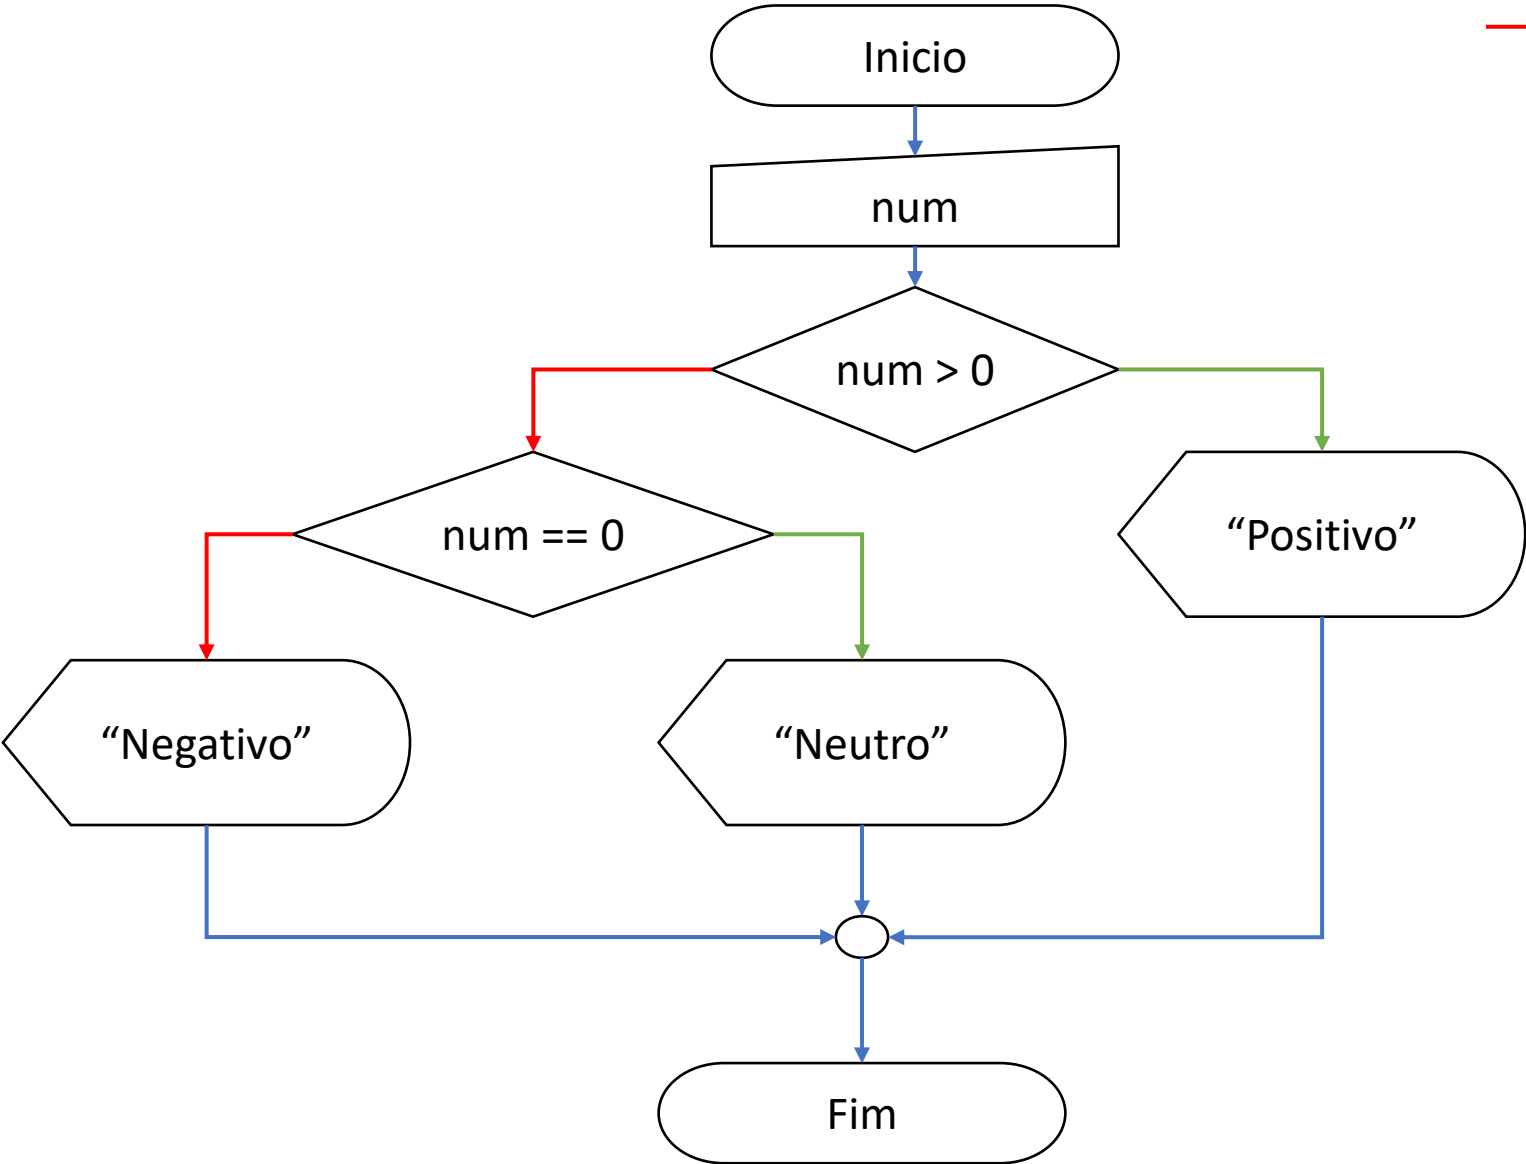 Inicio
num
num > 0
num == 0
“Positivo”
“Negativo”
“Neutro”
Fim